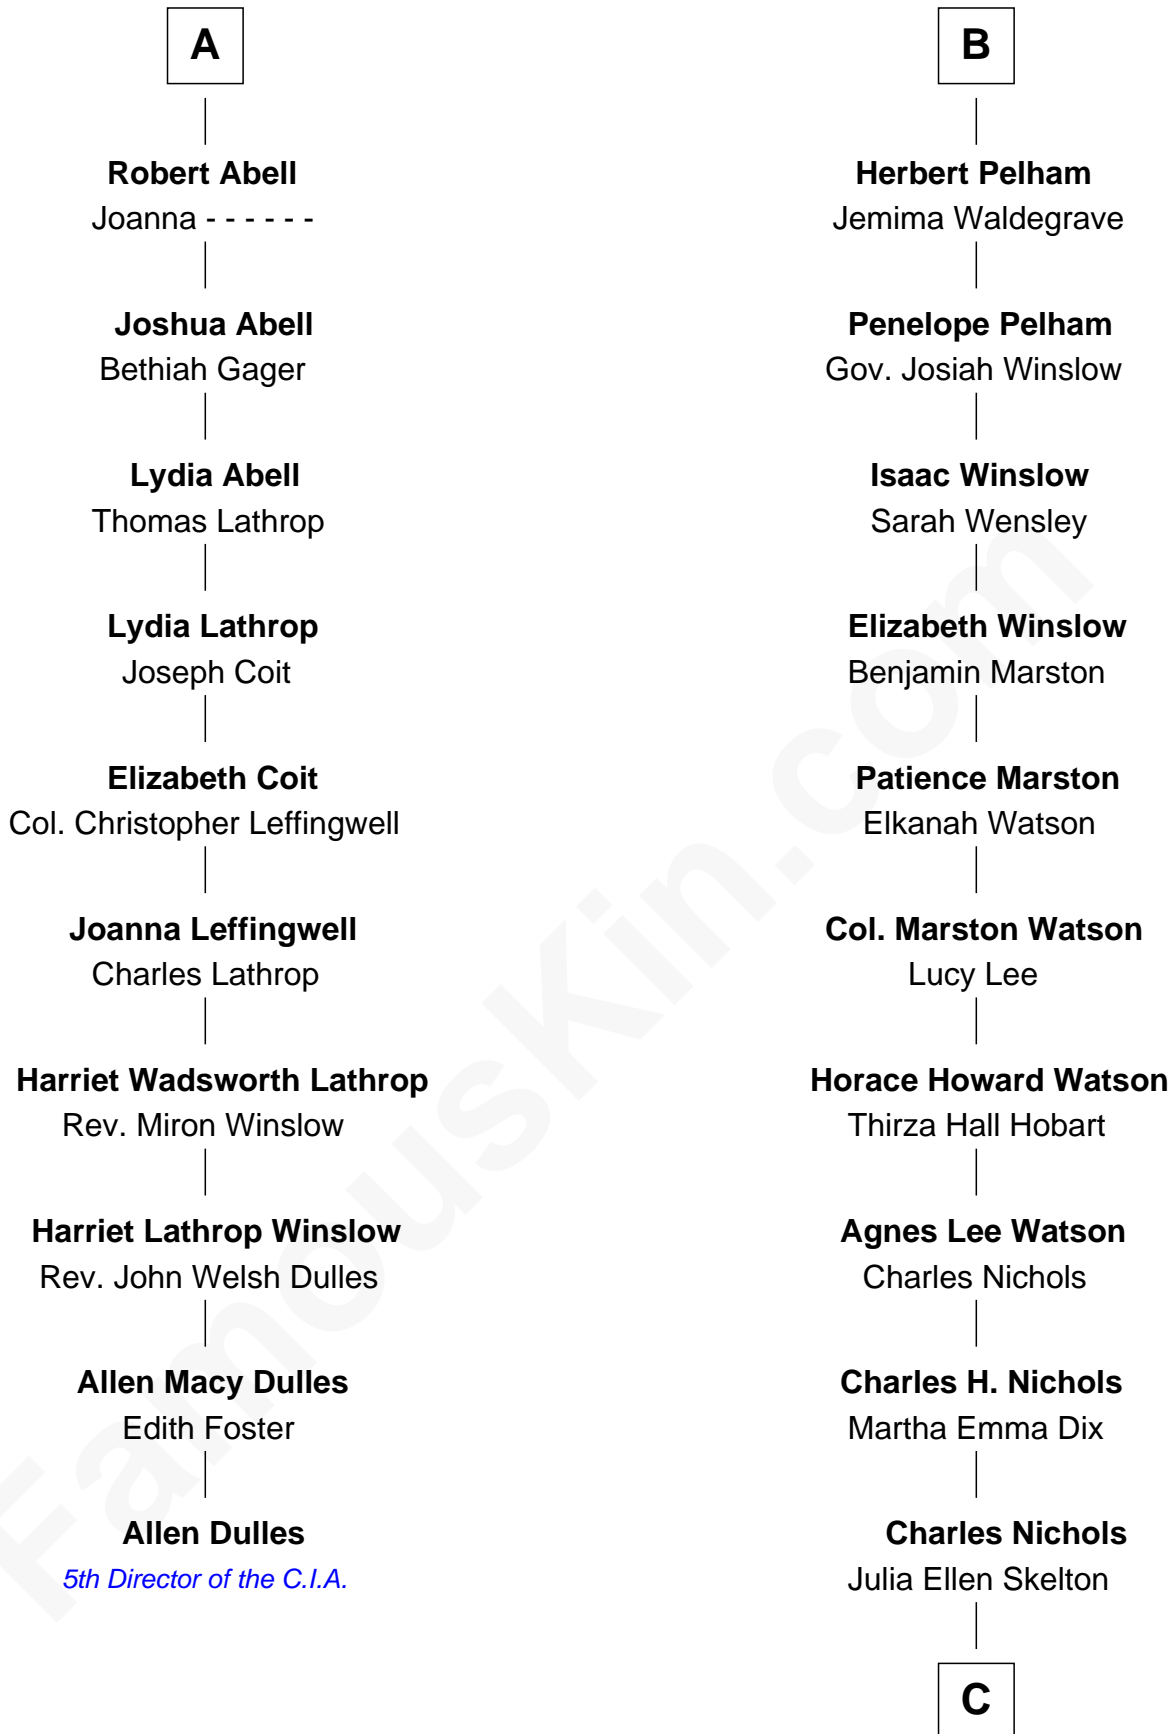 A
Robert Abell
Joanna - - - - - -
Joshua Abell
Bethiah Gager
Lydia Abell
Thomas Lathrop
Lydia Lathrop
Joseph Coit
Elizabeth Coit
Col. Christopher Leffingwell
Joanna Leffingwell
Charles Lathrop
Harriet Wadsworth Lathrop
Rev. Miron Winslow
Harriet Lathrop Winslow
Rev. John Welsh Dulles
Allen Macy Dulles
Edith Foster
Allen Dulles
5th Director of the C.I.A.
B
Herbert Pelham
Jemima Waldegrave
Penelope Pelham
Gov. Josiah Winslow
Isaac Winslow
Sarah Wensley
Elizabeth Winslow
Benjamin Marston
Patience Marston
Elkanah Watson
Col. Marston Watson
Lucy Lee
Horace Howard Watson
Thirza Hall Hobart
Agnes Lee Watson
Charles Nichols
Charles H. Nichols
Martha Emma Dix
Charles Nichols
Julia Ellen Skelton
C
FamousKin.com